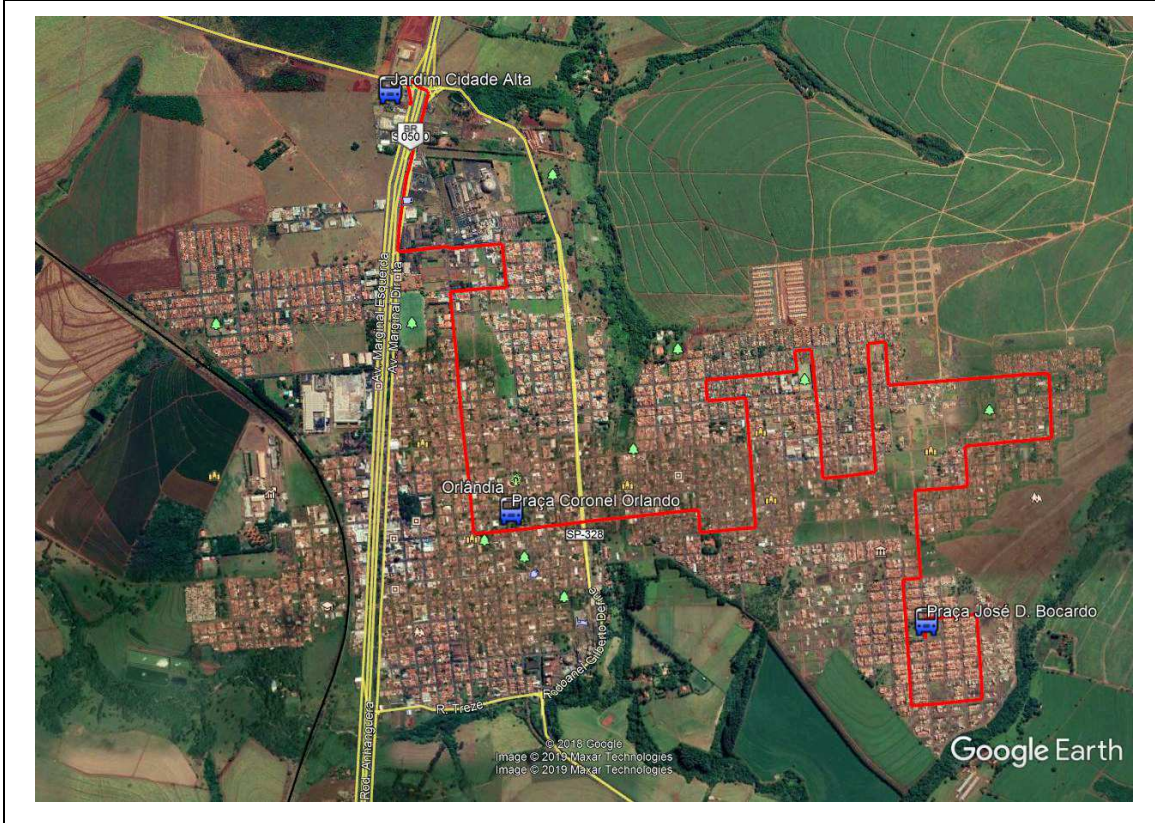 Jardim Cidade Alta
BR
050
Av. Marginal Esquerda
Av. Marginal Direita
Orlândia
Praça Coronel Orlando
SP-328
Praça José D. Bocardo
R. Treze
Rod. Anhanguera
© 2018 Google
Image © 2019 Maxar Technologies
Image © 2019 Maxar Technologies
Google Earth